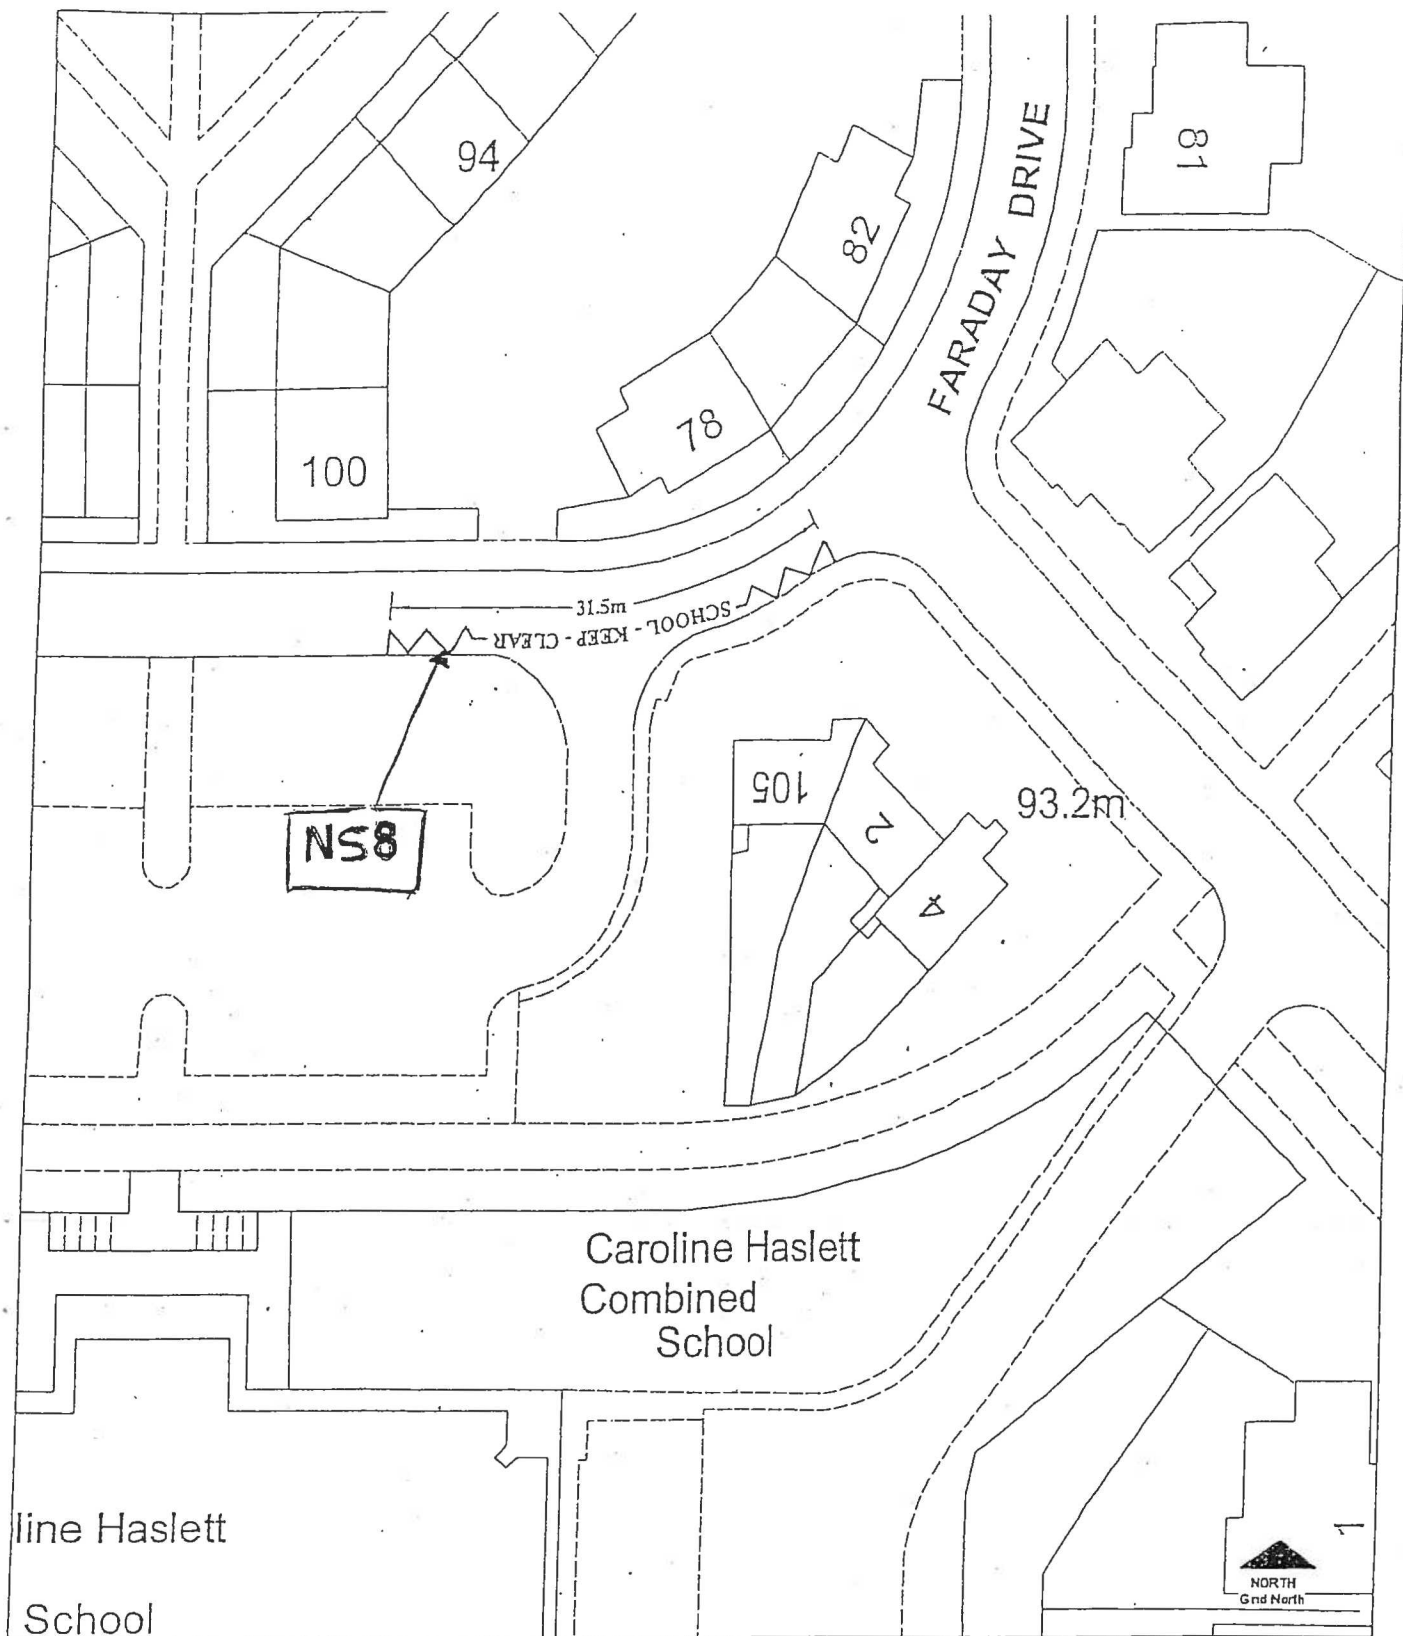 94
81
82
FARADAY DRIVE
78
100
31.5m
SCHOOL - KEEP - CLEAR
105
2
4
93.2m
NS8
Caroline Haslett
Combined
School
line Haslett
School
1
NORTH
Grid North